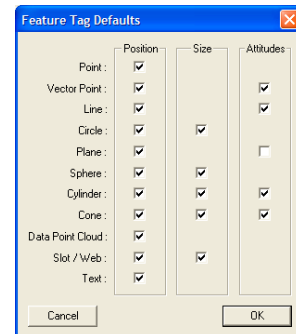 Feature Tag Defaults
Position Size Attitudes
Point :
Vector Point :
Line :
Circle :
Plane :
Sphere :
Cylinder :
Cone :
Data Point Cloud :
Slot / Web :
Text :
Cancel OK